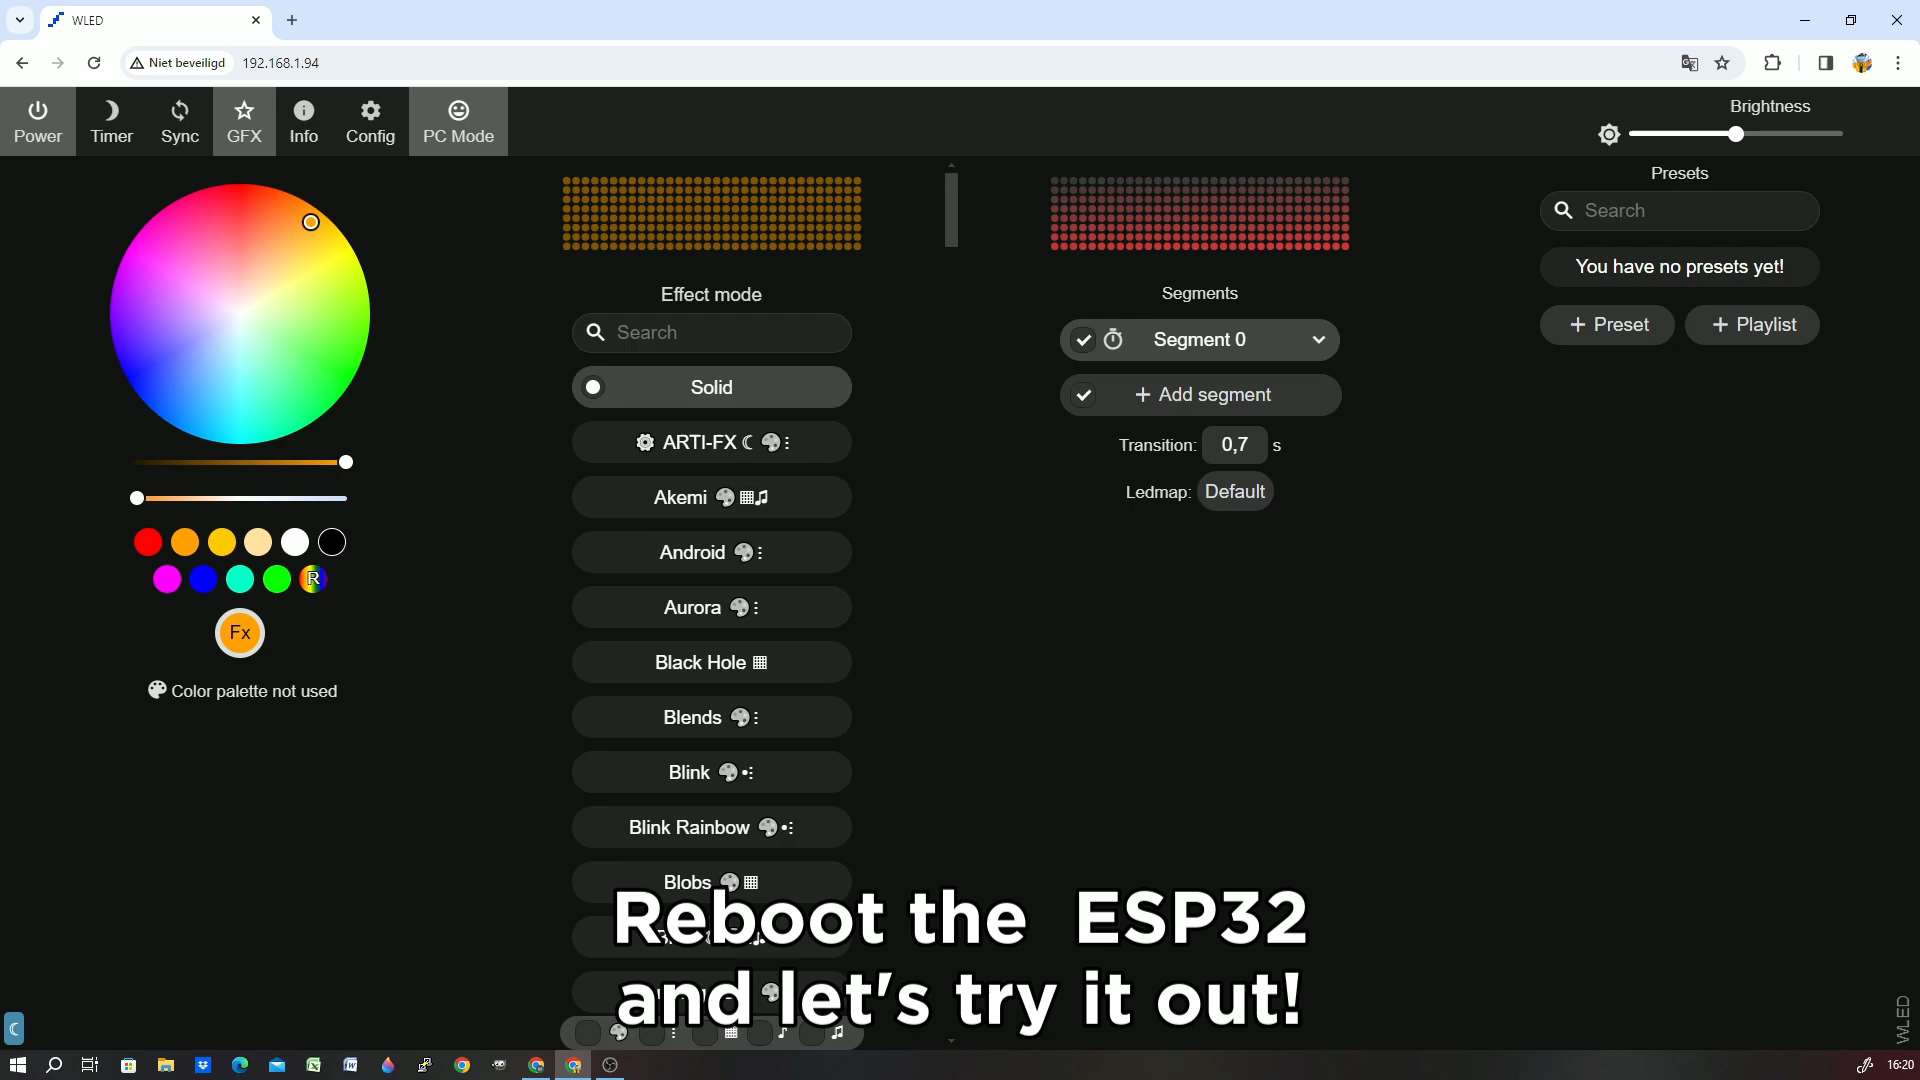 WLED
Niet beveiligd 192.168.1.94
Power Timer Sync GFX Info Config PC Mode
Brightness
Presets
Search
You have no presets yet!
+ Preset + Playlist
Effect mode
Search
Solid
ARTI-FX
Akemi
Android
Aurora
Black Hole
Blends
Blink
Blink Rainbow
Blobs
Segments
Segment 0
+ Add segment
Transition: 0,7 s
Ledmap: Default
R
Fx
Color palette not used
Reboot the ESP32
and let's try it out!
WLED
16:20